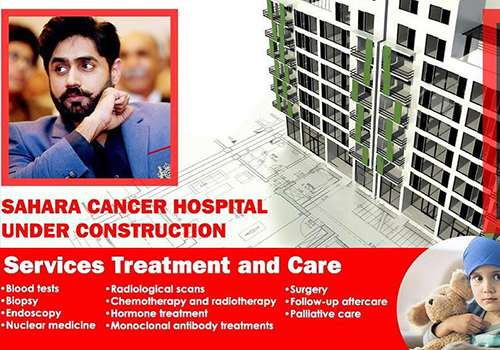 SAHARA CANCER HOSPITAL
UNDER CONSTRUCTION
Services Treatment and Care
•Blood tests
•Biopsy
•Endoscopy
•Nuclear medicine
•Radiological scans
•Chemotherapy and radiotherapy
•Hormone treatment
•Monoclonal antibody treatments
•Surgery
•Follow-up aftercare
•Palliative care